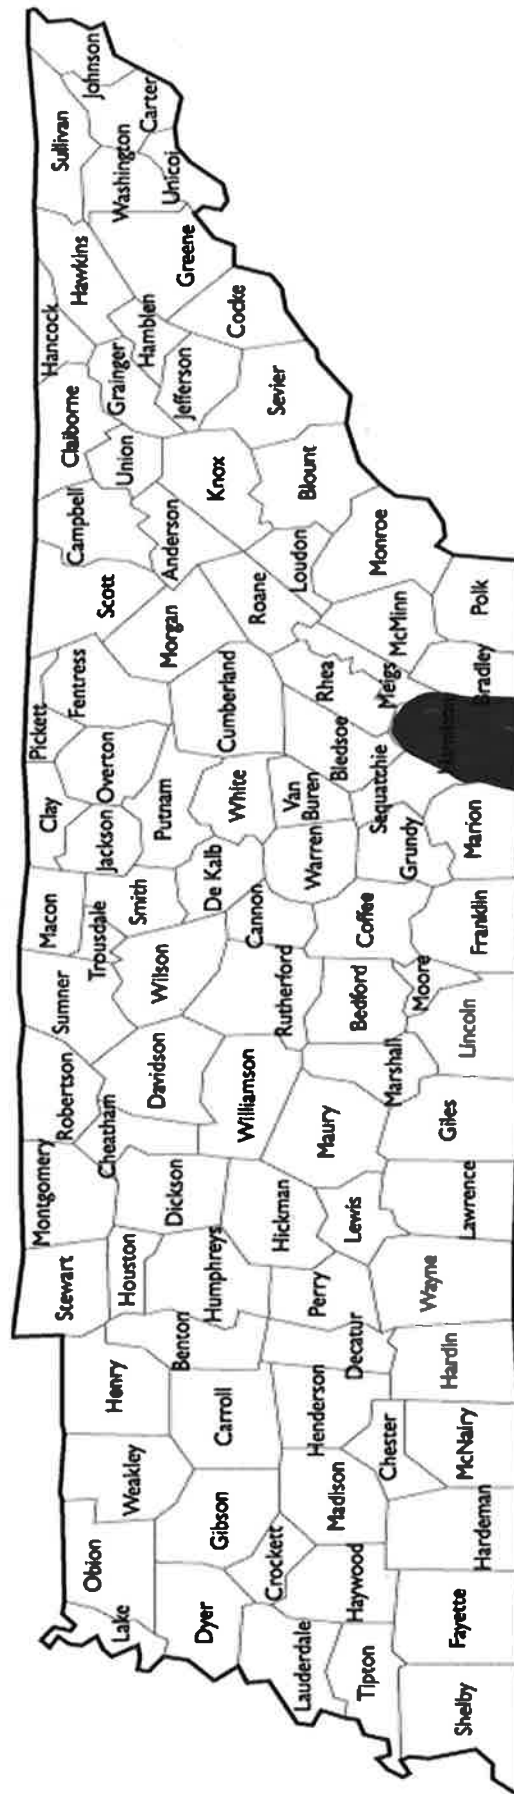 Johnson
Sullivan
Carter
Washington
Unicoi
Hawkins
Greene
Hancock
Hamblen
Cocke
Grainger
Jefferson
Claiborne
Sevier
Union
Knox
Campbell
Blount
Anderson
Scott
Loudon
Monroe
Roane
Morgan
McMinn
Polk
Fentress
Cumberland
Rhea
Meigs
Bradley
Pickett
Overton
Bledsoe
Clay
Putnam
White
Van
Buren
Sequatchie
Jackson
Warren
Grundy
Marion
De Kalb
Smith
Macon
Cannon
Coffee
Franklin
Trousdale
Wilson
Sumner
Rutherford
Bedford
Moore
Lincoln
Robertson
Davidson
Williamson
Marshall
Cheatham
Maury
Giles
Montgomery
Dickson
Hickman
Lewis
Lawrence
Stewart
Houston
Humphreys
Perry
Wayne
Benton
Decatur
Henry
Hardin
Carroll
Henderson
Chester
Weakley
McNairy
Madison
Gibson
Hardeman
Obion
Crockett
Haywood
Lake
Dyer
Fayette
Lauderdale
Tipton
Shelby